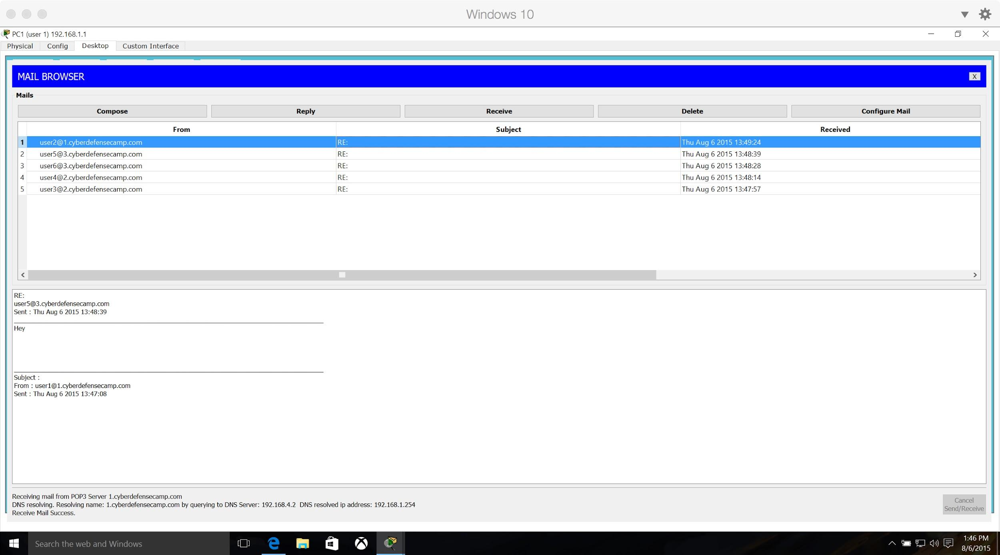 Windows 10
PC1 (user 1) 192.168.1.1
Physical Config Desktop Custom Interface
MAIL BROWSER X
Mails
Compose Reply Receive Delete Configure Mail
From Subject Received
1 user2@1.cyberdefensecamp.com RE: Thu Aug 6 2015 13:49:24
2 user5@3.cyberdefensecamp.com RE: Thu Aug 6 2015 13:48:39
3 user6@3.cyberdefensecamp.com RE: Thu Aug 6 2015 13:48:28
4 user4@2.cyberdefensecamp.com RE: Thu Aug 6 2015 13:48:14
5 user3@2.cyberdefensecamp.com RE: Thu Aug 6 2015 13:47:57
RE:
user5@3.cyberdefensecamp.com
Sent : Thu Aug 6 2015 13:48:39
Hey
Subject :
From : user1@1.cyberdefensecamp.com
Sent : Thu Aug 6 2015 13:47:08
Receiving mail from POP3 Server 1.cyberdefensecamp.com
DNS resolving. Resolving name: 1.cyberdefensecamp.com by querying to DNS Server: 192.168.4.2  DNS resolved ip address: 192.168.1.254
Receive Mail Success.
Cancel
Send/Receive
Search the web and Windows
1:46 PM
8/6/2015